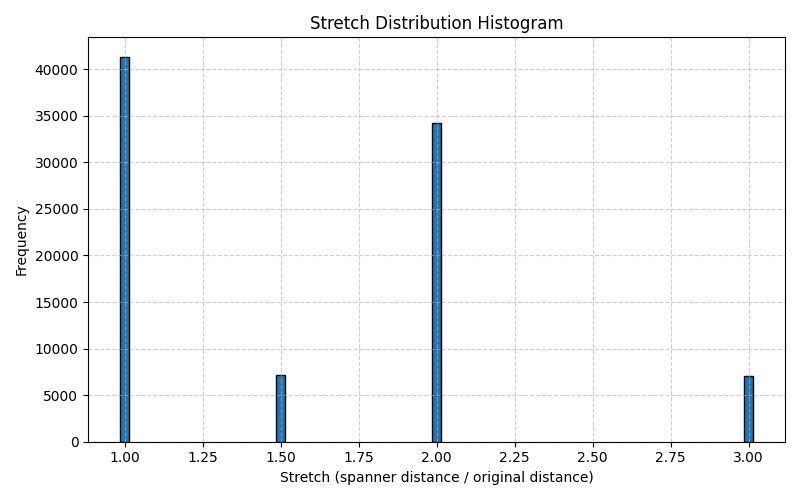 Stretch Distribution Histogram
Frequency
40000
35000
30000
25000
20000
15000
10000
5000
0
1.00 1.25 1.50 1.75 2.00 2.25 2.50 2.75 3.00
Stretch (spanner distance / original distance)